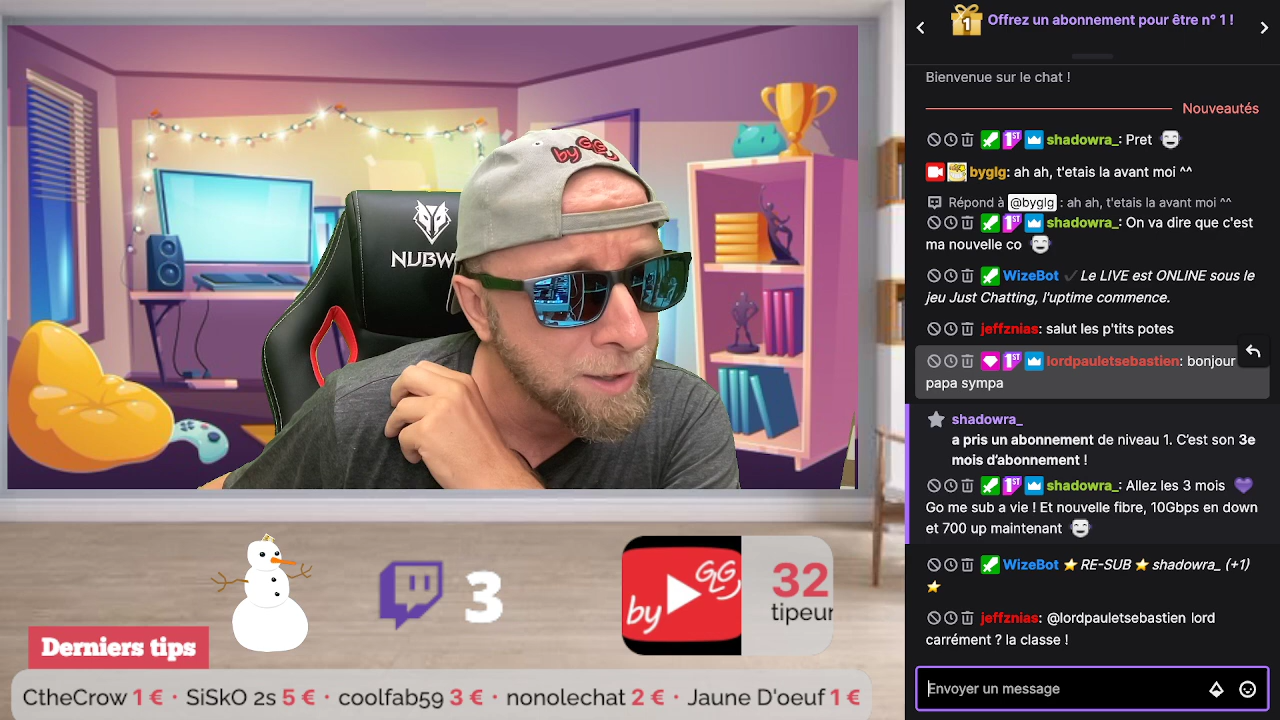 by GG
NUBW
3
by GG
32
tipeur
Derniers tips
CtheCrow 1 € · SiSkO 2s 5 € · coolfab59 3 € · nonolechat 2 € · Jaune D'oeuf 1 €
1
Offrez un abonnement pour être n° 1 !
Bienvenue sur le chat !
Nouveautés
1ST shadowra_: Pret
byglg: ah ah, t'etais la avant moi ^^
Répond à @byglg : ah ah, t'etais la avant moi ^^
1ST shadowra_: On va dire que c'est
ma nouvelle co
WizeBot ✓ Le LIVE est ONLINE sous le
jeu Just Chatting, l'uptime commence.
jeffznias: salut les p'tits potes
1ST lordpauletsebastien: bonjour
papa sympa
shadowra_
a pris un abonnement de niveau 1. C'est son 3e
mois d'abonnement !
1ST shadowra_: Allez les 3 mois 💜
Go me sub a vie ! Et nouvelle fibre, 10Gbps en down
et 700 up maintenant
WizeBot ⭐ RE-SUB ⭐ shadowra_ (+1)
⭐
jeffznias: @lordpauletsebastien lord
carrément ? la classe !
Envoyer un message